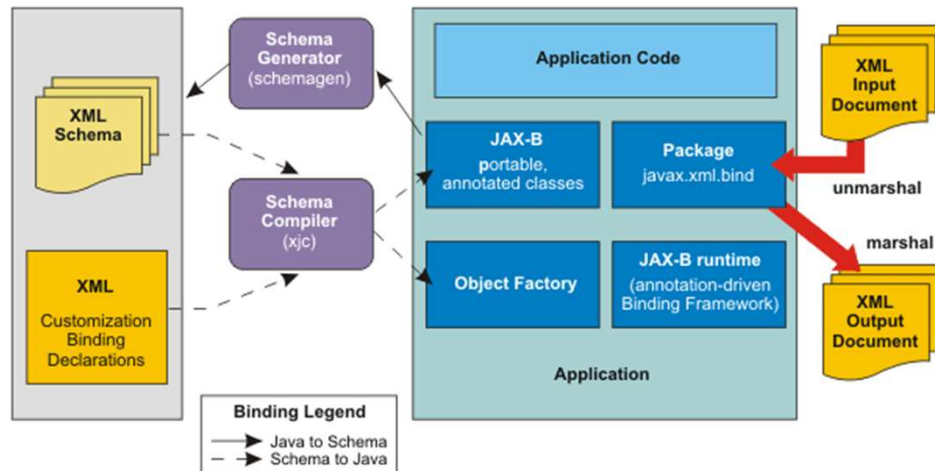 Schema
Generator
(schemagen)
XML
Schema
Schema
Compiler
(xjc)
XML
Customization
Binding
Declarations
Application Code
JAX-B
portable,
annotated classes
Package
javax.xml.bind
Object Factory
JAX-B runtime
(annotation-driven
Binding Framework)
Application
XML
Input
Document
unmarshal
marshal
XML
Output
Document
Binding Legend
Java to Schema
Schema to Java